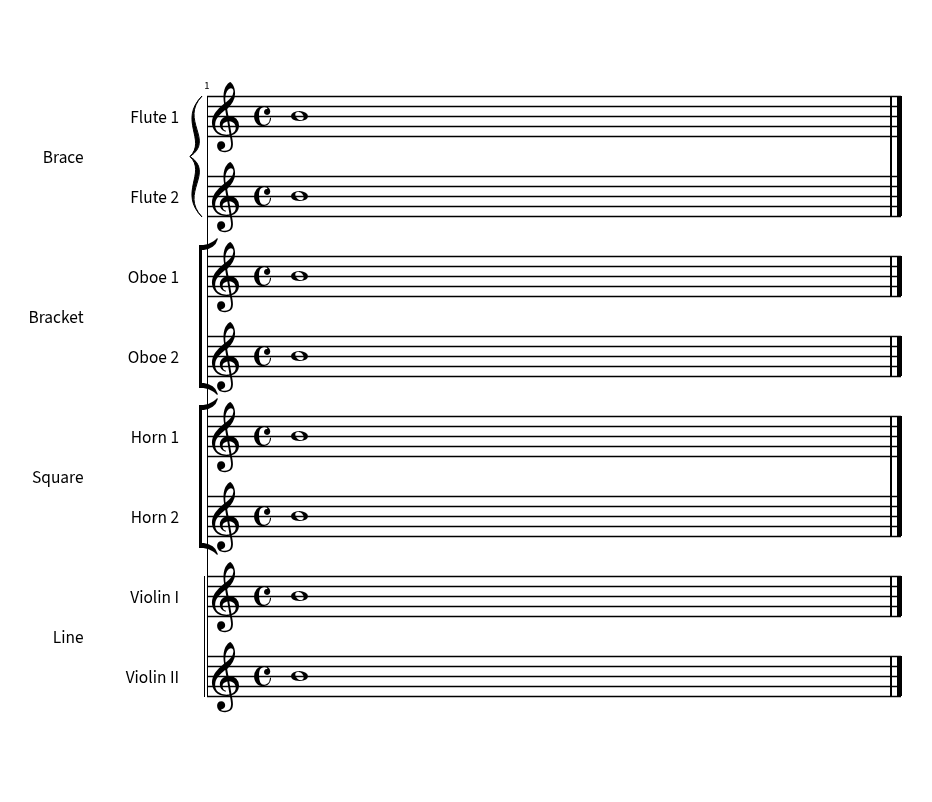 1
Flute 1
Brace
Flute 2
Oboe 1
Bracket
Oboe 2
Horn 1
Square
Horn 2
Violin I
Line
Violin II